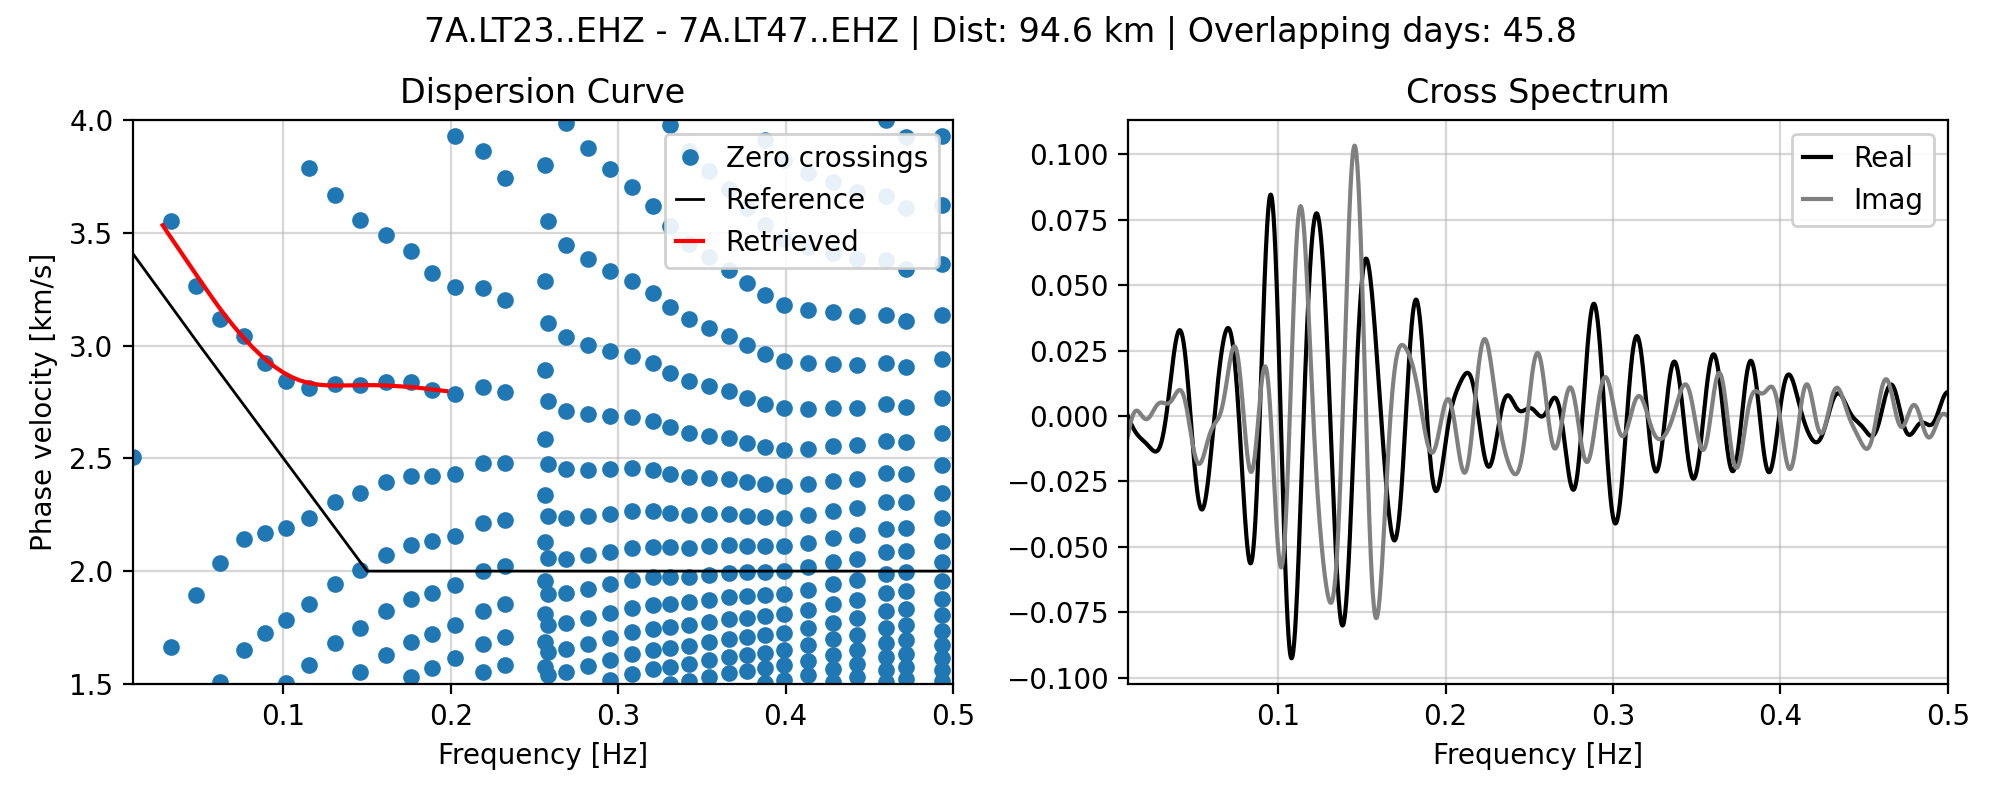 7A.LT23..EHZ - 7A.LT47..EHZ | Dist: 94.6 km | Overlapping days: 45.8
Dispersion Curve
4.0
3.5
3.0
2.5
2.0
1.5
Phase velocity [km/s]
0.1
0.2
0.3
0.4
0.5
Frequency [Hz]
Zero crossings
Reference
Retrieved
Cross Spectrum
0.100
0.075
0.050
0.025
0.000
−0.025
−0.050
−0.075
−0.100
0.1
0.2
0.3
0.4
0.5
Frequency [Hz]
Real
Imag